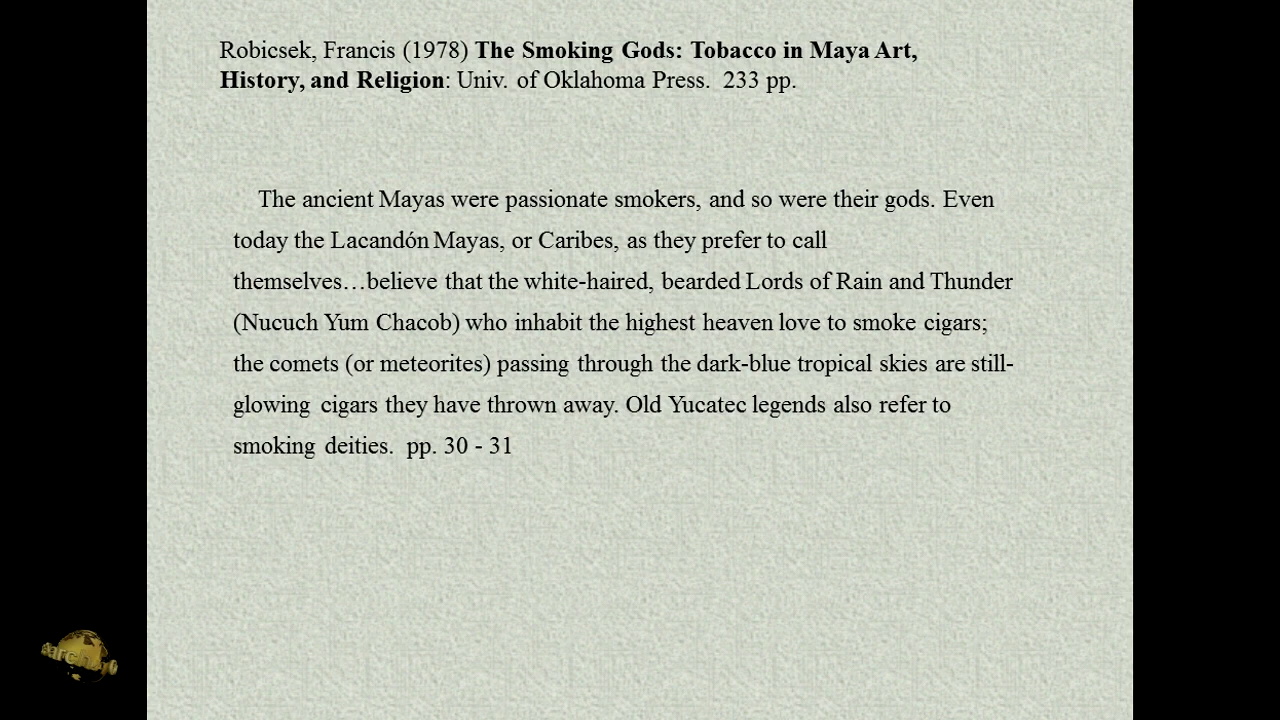 Robicsek, Francis (1978) The Smoking Gods: Tobacco in Maya Art,
History, and Religion: Univ. of Oklahoma Press. 233 pp.
The ancient Mayas were passionate smokers, and so were their gods. Even
today the Lacandón Mayas, or Caribes, as they prefer to call
themselves…believe that the white-haired, bearded Lords of Rain and Thunder
(Nucuch Yum Chacob) who inhabit the highest heaven love to smoke cigars;
the comets (or meteorites) passing through the dark-blue tropical skies are still-
glowing cigars they have thrown away. Old Yucatec legends also refer to
smoking deities. pp. 30 - 31